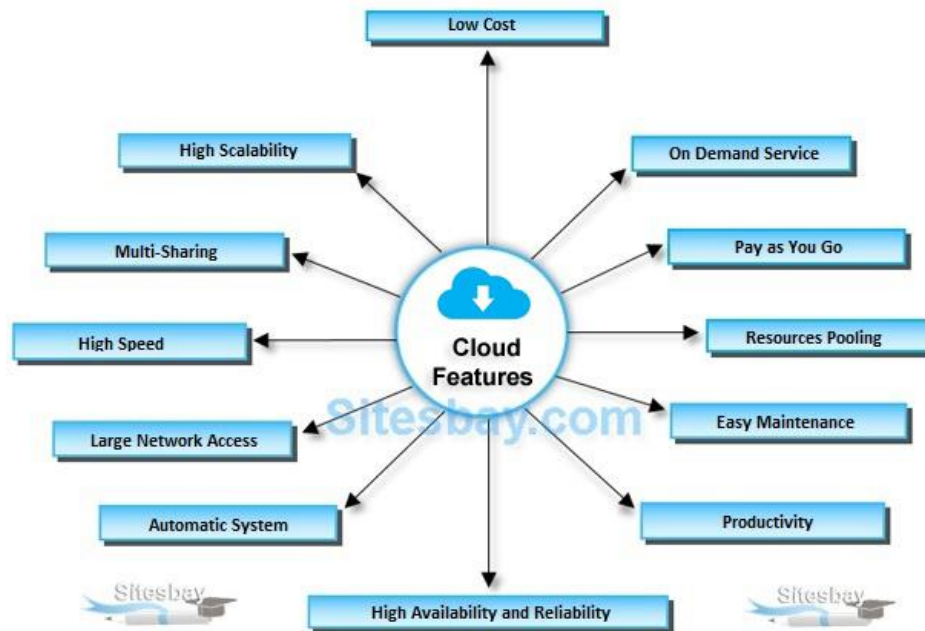 Low Cost
High Scalability
On Demand Service
Multi-Sharing
Pay as You Go
High Speed
Resources Pooling
Cloud
Features
Sitesbay.com
Large Network Access
Easy Maintenance
Automatic System
Productivity
Sitesbay
High Availability and Reliability
Sitesbay